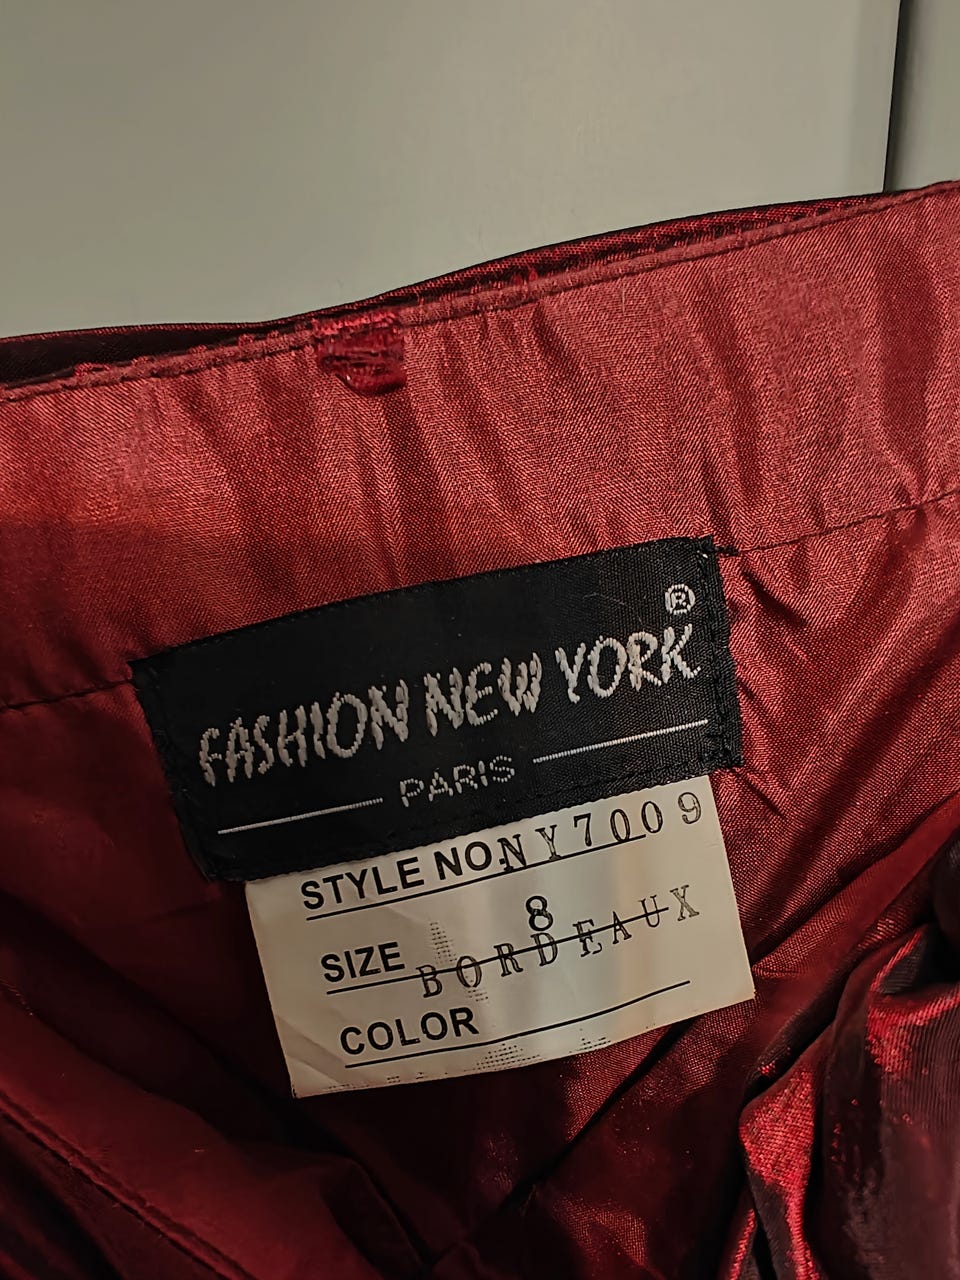 ®
FASHION NEW YORK
PARIS
STYLE NO. NY7009
SIZE 8
BORDEAUX
COLOR